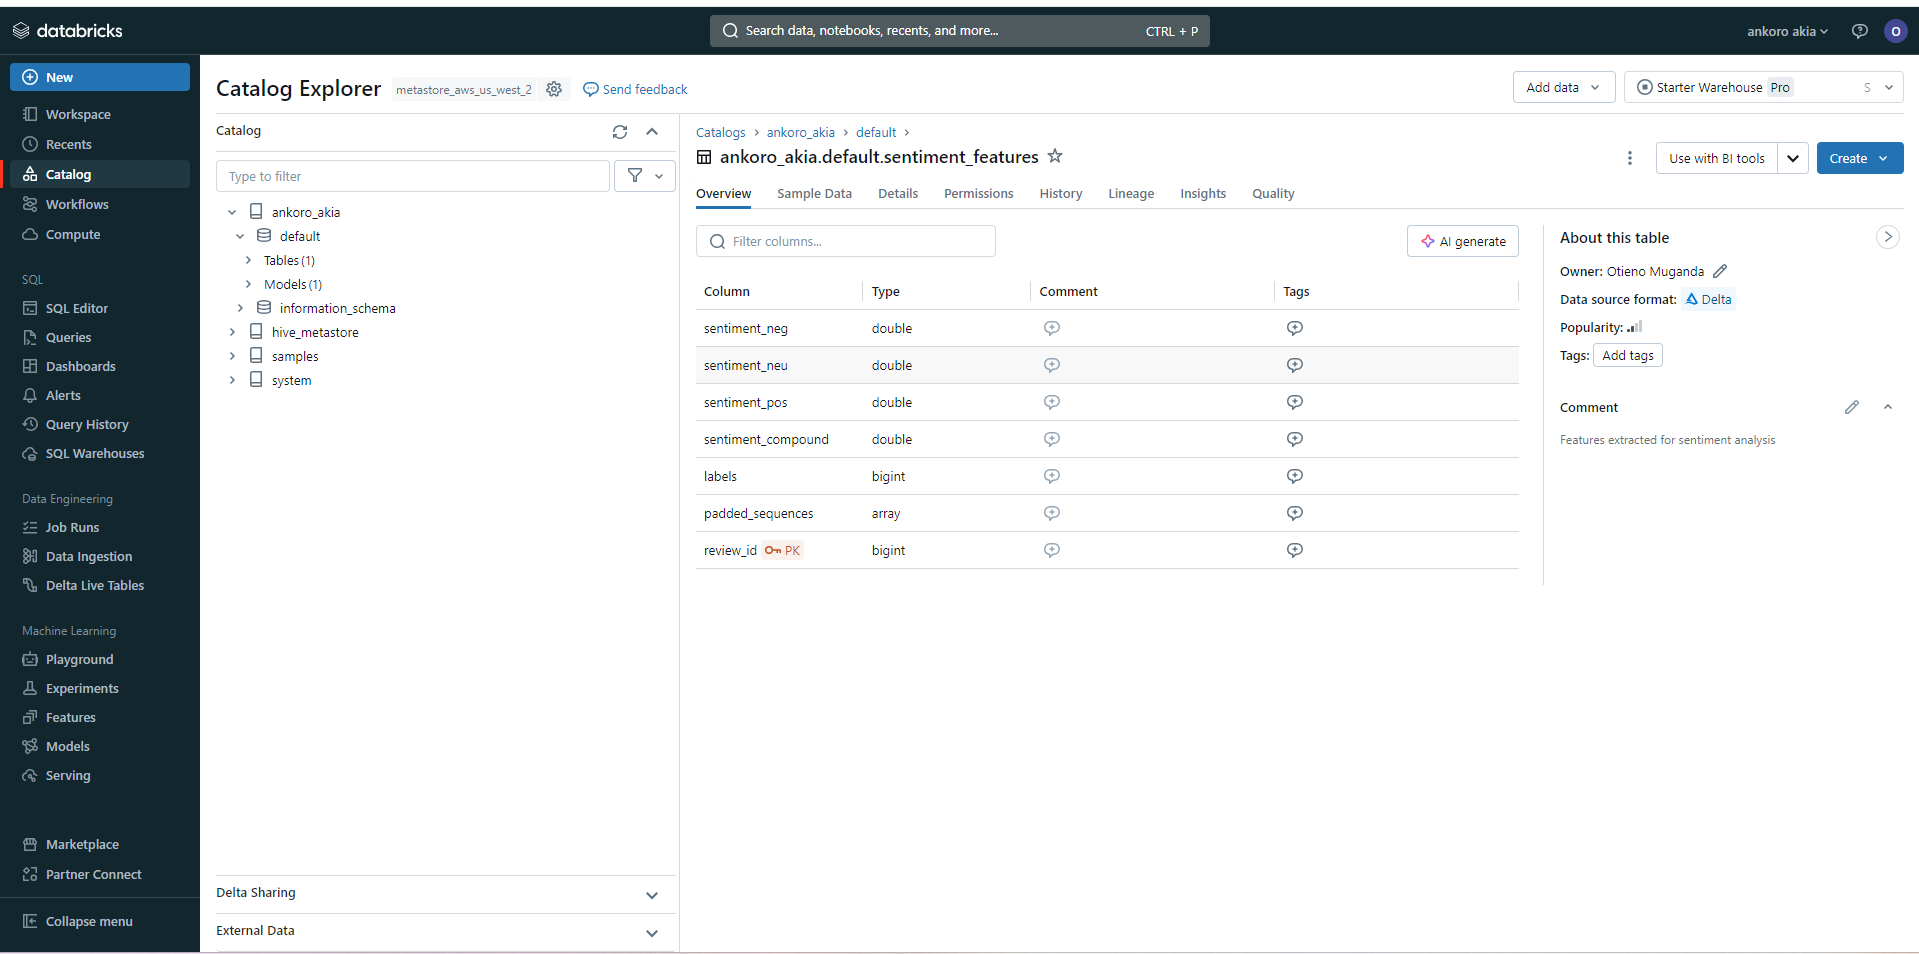 databricks
Search data, notebooks, recents, and more...
CTRL + P
ankoro akia
O
New
Workspace
Recents
Catalog
Workflows
Compute
SQL
SQL Editor
Queries
Dashboards
Alerts
Query History
SQL Warehouses
Data Engineering
Job Runs
Data Ingestion
Delta Live Tables
Machine Learning
Playground
Experiments
Features
Models
Serving
Marketplace
Partner Connect
Collapse menu
Catalog Explorer
metastore_aws_us_west_2
Send feedback
Add data
Starter Warehouse Pro S
Catalog
Type to filter
ankoro_akia
default
Tables (1)
Models (1)
information_schema
hive_metastore
samples
system
Delta Sharing
External Data
Catalogs > ankoro_akia > default >
ankoro_akia.default.sentiment_features
Use with BI tools
Create
Overview Sample Data Details Permissions History Lineage Insights Quality
Filter columns...
AI generate
Column Type Comment Tags
sentiment_neg double
sentiment_neu double
sentiment_pos double
sentiment_compound double
labels bigint
padded_sequences array
review_id PK bigint
About this table
Owner: Otieno Muganda
Data source format: Delta
Popularity:
Tags: Add tags
Comment
Features extracted for sentiment analysis